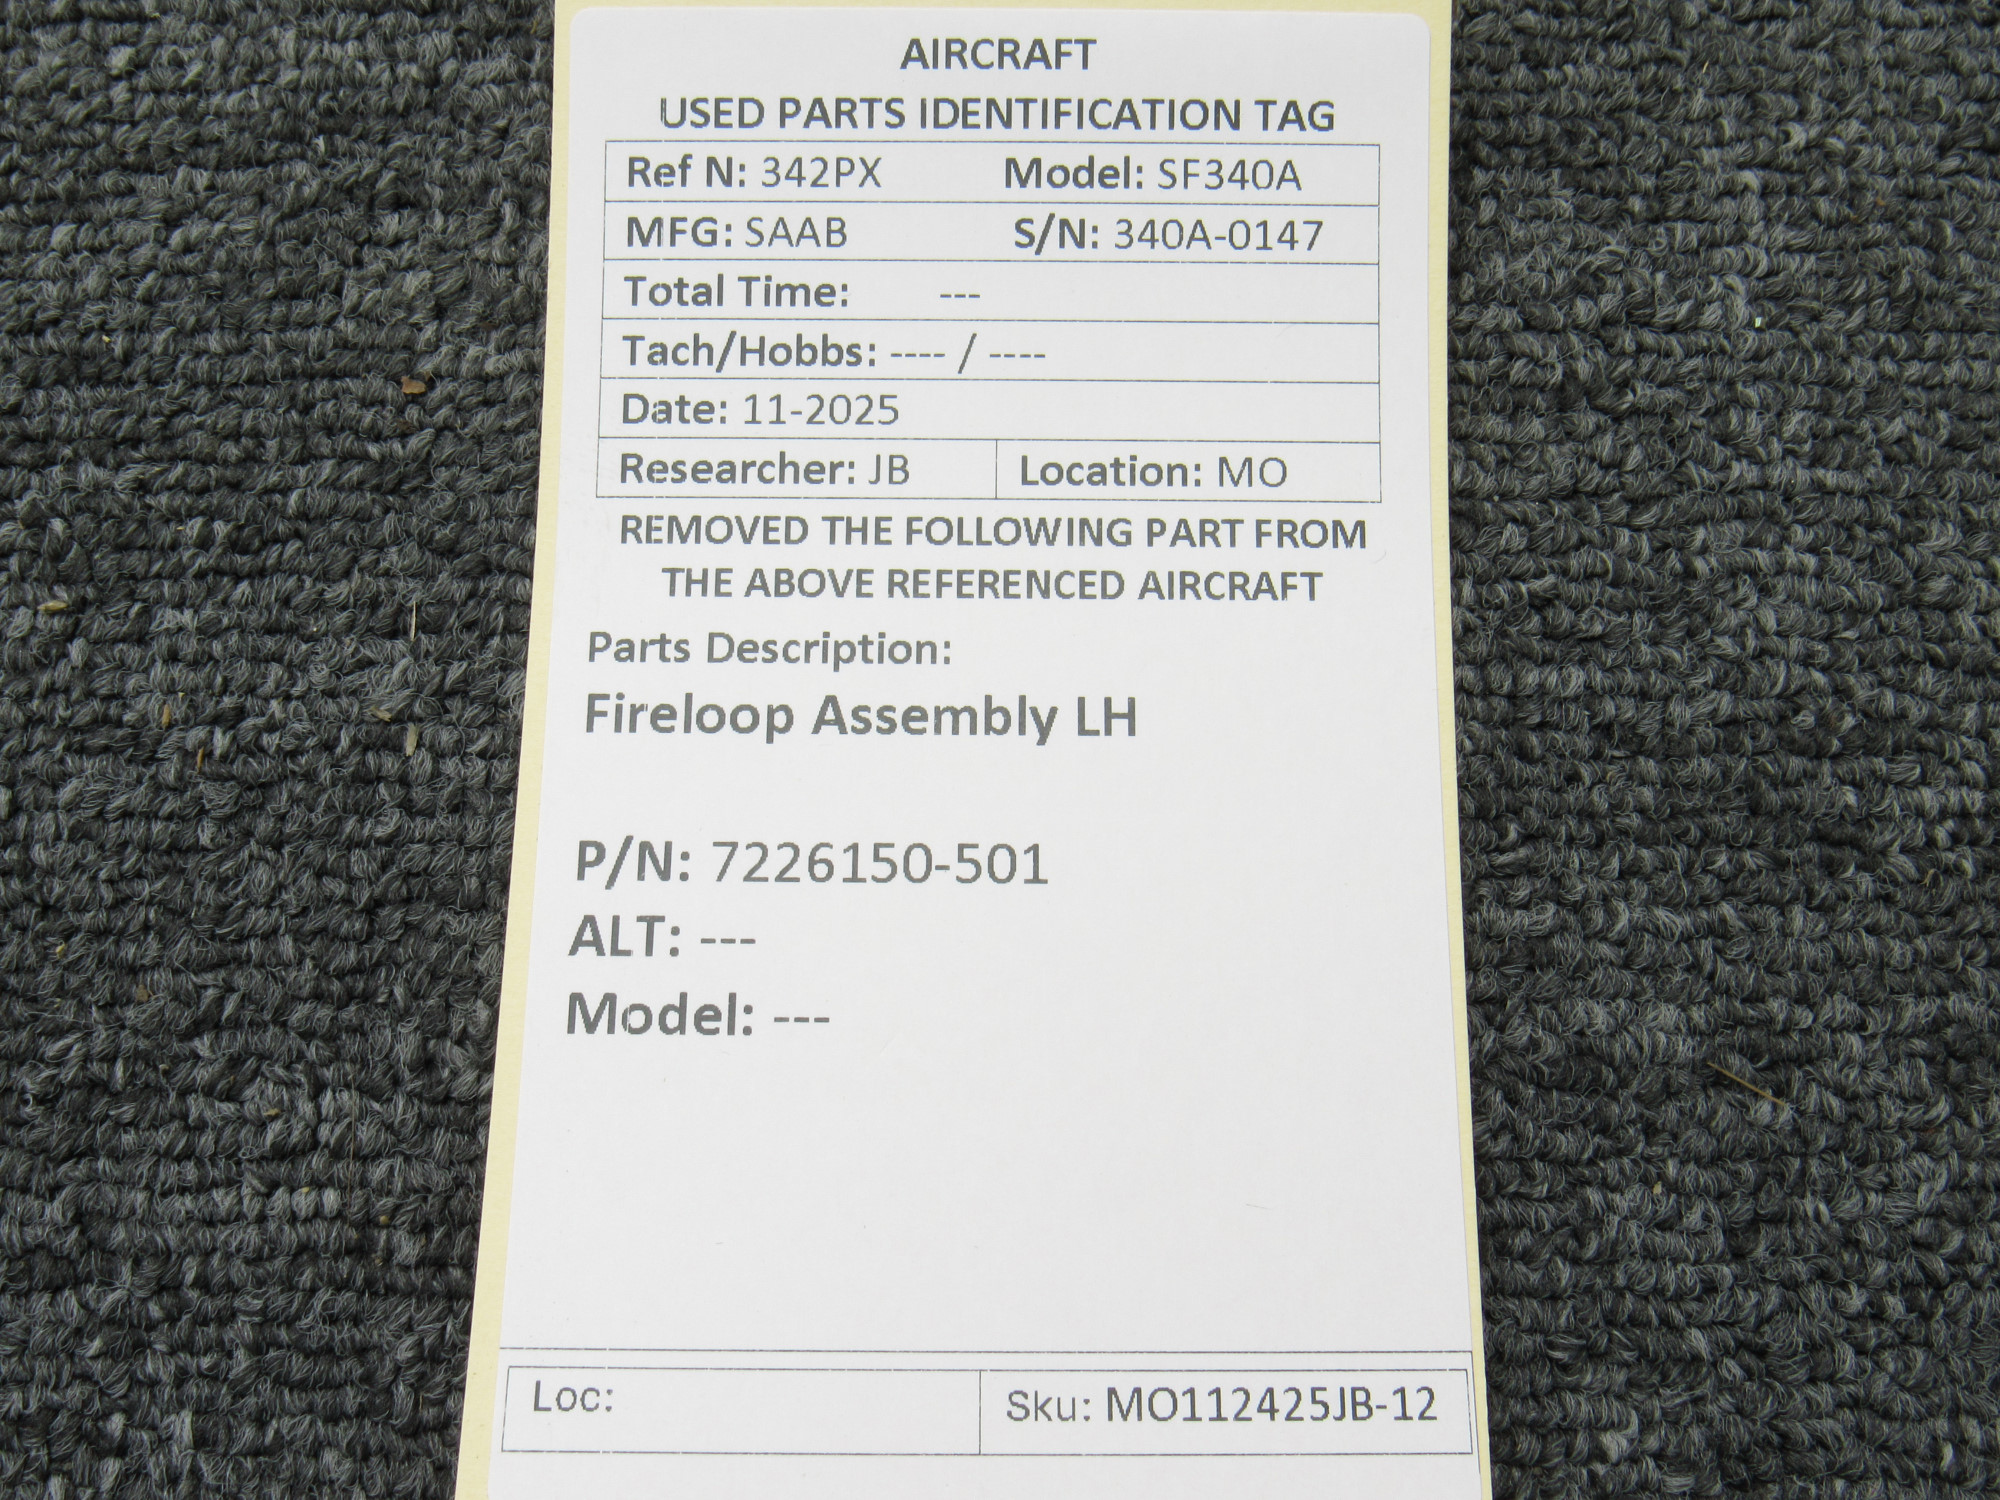 AIRCRAFT
USED PARTS IDENTIFICATION TAG
Ref N: 342PX Model: SF340A
MFG: SAAB S/N: 340A-0147
Total Time: ---
Tach/Hobbs: ---- / ----
Date: 11-2025
Researcher: JB Location: MO
REMOVED THE FOLLOWING PART FROM
THE ABOVE REFERENCED AIRCRAFT
Parts Description:
Fireloop Assembly LH
P/N: 7226150-501
ALT: ---
Model: ---
Loc: Sku: MO112425JB-12